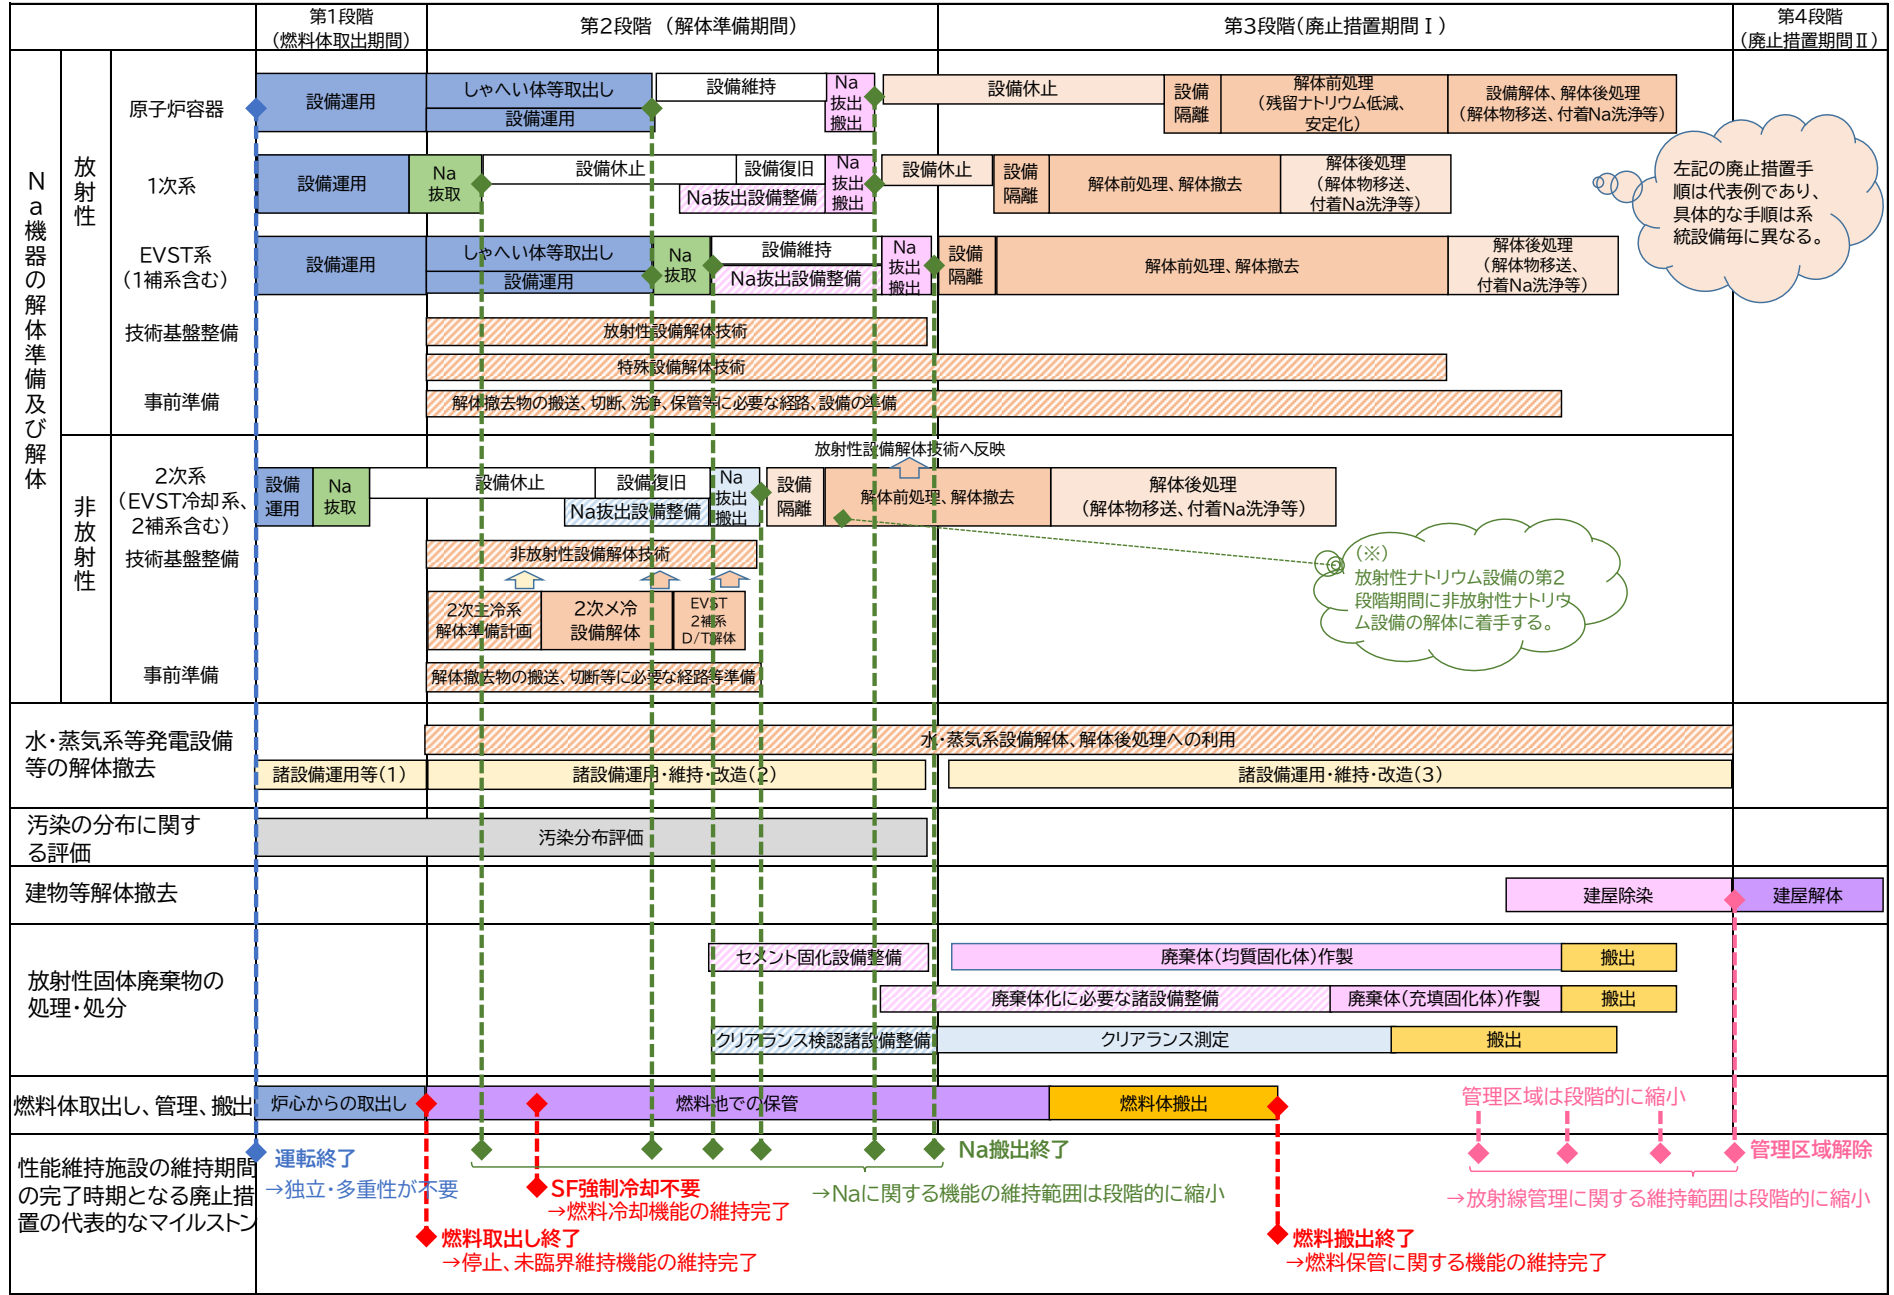 第1段階
(燃料体取出期間)
第2段階 (解体準備期間)
第3段階(廃止措置期間Ⅰ)
第4段階
(廃止措置期間Ⅱ)
Na機器の解体準備及び解体
放射性
原子炉容器
設備運用
しゃへい体等取出し
設備運用
設備維持
Na
抜出
搬出
設備休止
設備
隔離
解体前処理
(残留ナトリウム低減、
安定化)
設備解体、解体後処理
(解体物移送、付着Na洗浄等)
1次系
設備運用
Na
抜取
設備休止
設備復旧
Na抜出設備整備
Na
抜出
搬出
設備休止
設備
隔離
解体前処理、解体撤去
解体後処理
(解体物移送、
付着Na洗浄等)
左記の廃止措置手
順は代表例であり、
具体的な手順は系
統設備毎に異なる。
EVST系
(1補系含む)
設備運用
しゃへい体等取出し
設備運用
Na
抜取
設備維持
Na抜出設備整備
Na
抜出
搬出
設備
隔離
解体前処理、解体撤去
解体後処理
(解体物移送、
付着Na洗浄等)
技術基盤整備
放射性設備解体技術
特殊設備解体技術
事前準備
解体撤去物の搬送、切断、洗浄、保管等に必要な経路、設備の準備
非放射性
放射性設備解体技術へ反映
2次系
(EVST冷却系、
2補系含む)
設備
運用
Na
抜取
設備休止
設備復旧
Na抜出設備整備
Na
抜出
搬出
設備
隔離
解体前処理、解体撤去
解体後処理
(解体物移送、付着Na洗浄等)
技術基盤整備
非放射性設備解体技術
2次主冷系
解体準備計画
2次メ冷
設備解体
EVST
2補系
D/T解体
(※)
放射性ナトリウム設備の第2
段階期間に非放射性ナトリウ
ム設備の解体に着手する。
事前準備
解体撤去物の搬送、切断等に必要な経路等準備
水・蒸気系等発電設備
等の解体撤去
水・蒸気系設備解体、解体後処理への利用
諸設備運用等(1)
諸設備運用・維持・改造(2)
諸設備運用・維持・改造(3)
汚染の分布に関す
る評価
汚染分布評価
建物等解体撤去
建屋除染
建屋解体
放射性固体廃棄物の
処理・処分
セメント固化設備整備
廃棄体(均質固化体)作製
搬出
廃棄体化に必要な諸設備整備
廃棄体(充填固化体)作製
搬出
クリアランス検認諸設備整備
クリアランス測定
搬出
燃料体取出し、管理、搬出
炉心からの取出し
燃料池での保管
燃料体搬出
管理区域は段階的に縮小
性能維持施設の維持期間
の完了時期となる廃止措
置の代表的なマイルストン
運転終了
→独立・多重性が不要
SF強制冷却不要
→燃料冷却機能の維持完了
燃料取出し終了
→停止、未臨界維持機能の維持完了
Na搬出終了
→Naに関する機能の維持範囲は段階的に縮小
燃料搬出終了
→燃料保管に関する機能の維持完了
管理区域解除
→放射線管理に関する維持範囲は段階的に縮小